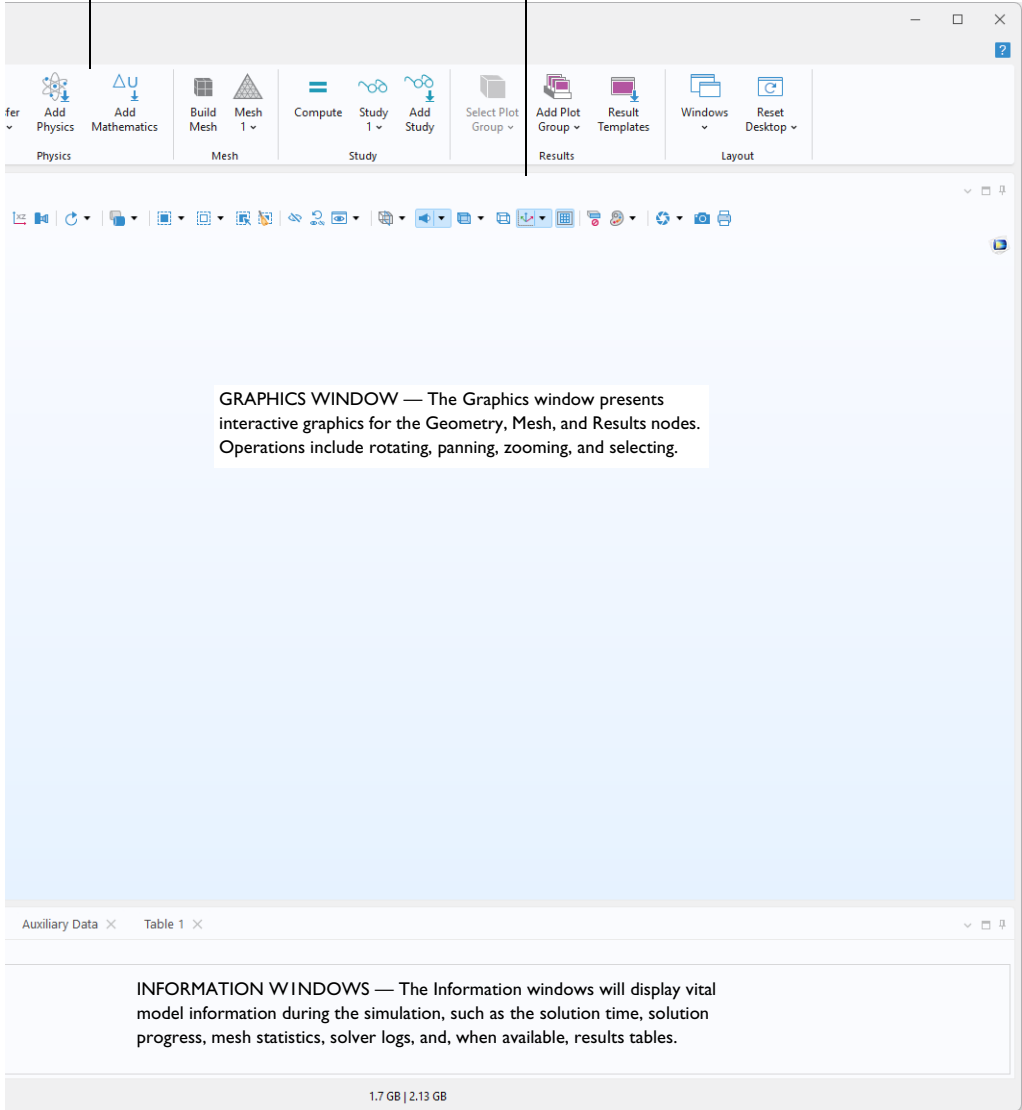 ?
fer
Add
Physics
Add
Mathematics
Build
Mesh
Mesh
1
Compute
Study
1
Add
Study
Select Plot
Group
Add Plot
Group
Result
Templates
Windows
Reset
Desktop
Physics
Mesh
Study
Results
Layout
xz
GRAPHICS WINDOW — The Graphics window presents
interactive graphics for the Geometry, Mesh, and Results nodes.
Operations include rotating, panning, zooming, and selecting.
Auxiliary Data
Table 1
INFORMATION WINDOWS — The Information windows will display vital
model information during the simulation, such as the solution time, solution
progress, mesh statistics, solver logs, and, when available, results tables.
1.7 GB | 2.13 GB